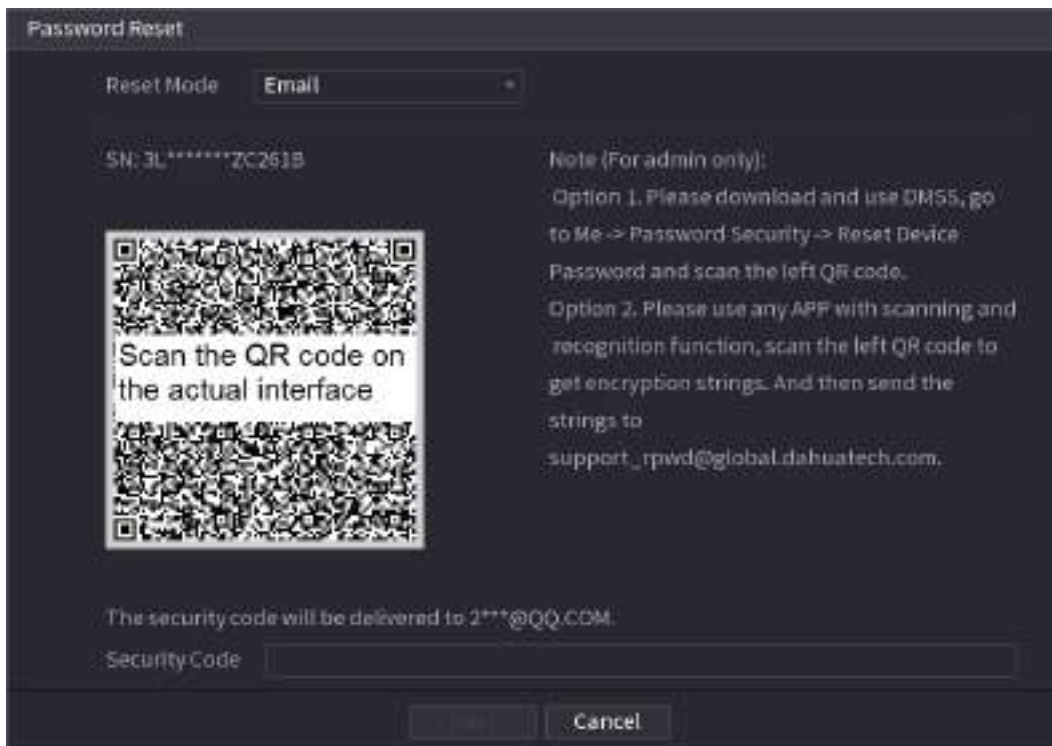 Password Reset
Reset Mode Email
SN: 3L*******ZC261B
Note (For admin only):
Option 1. Please download and use DMSS, go
to Me -> Password Security -> Reset Device
Password and scan the left QR code.
Option 2. Please use any APP with scanning and
recognition function, scan the left QR code to
get encryption strings. And then send the
strings to
support_rpwd@global.dahuatech.com.
Scan the QR code on
the actual interface
The security code will be delivered to 2***@QQ.COM.
Security Code
Cancel